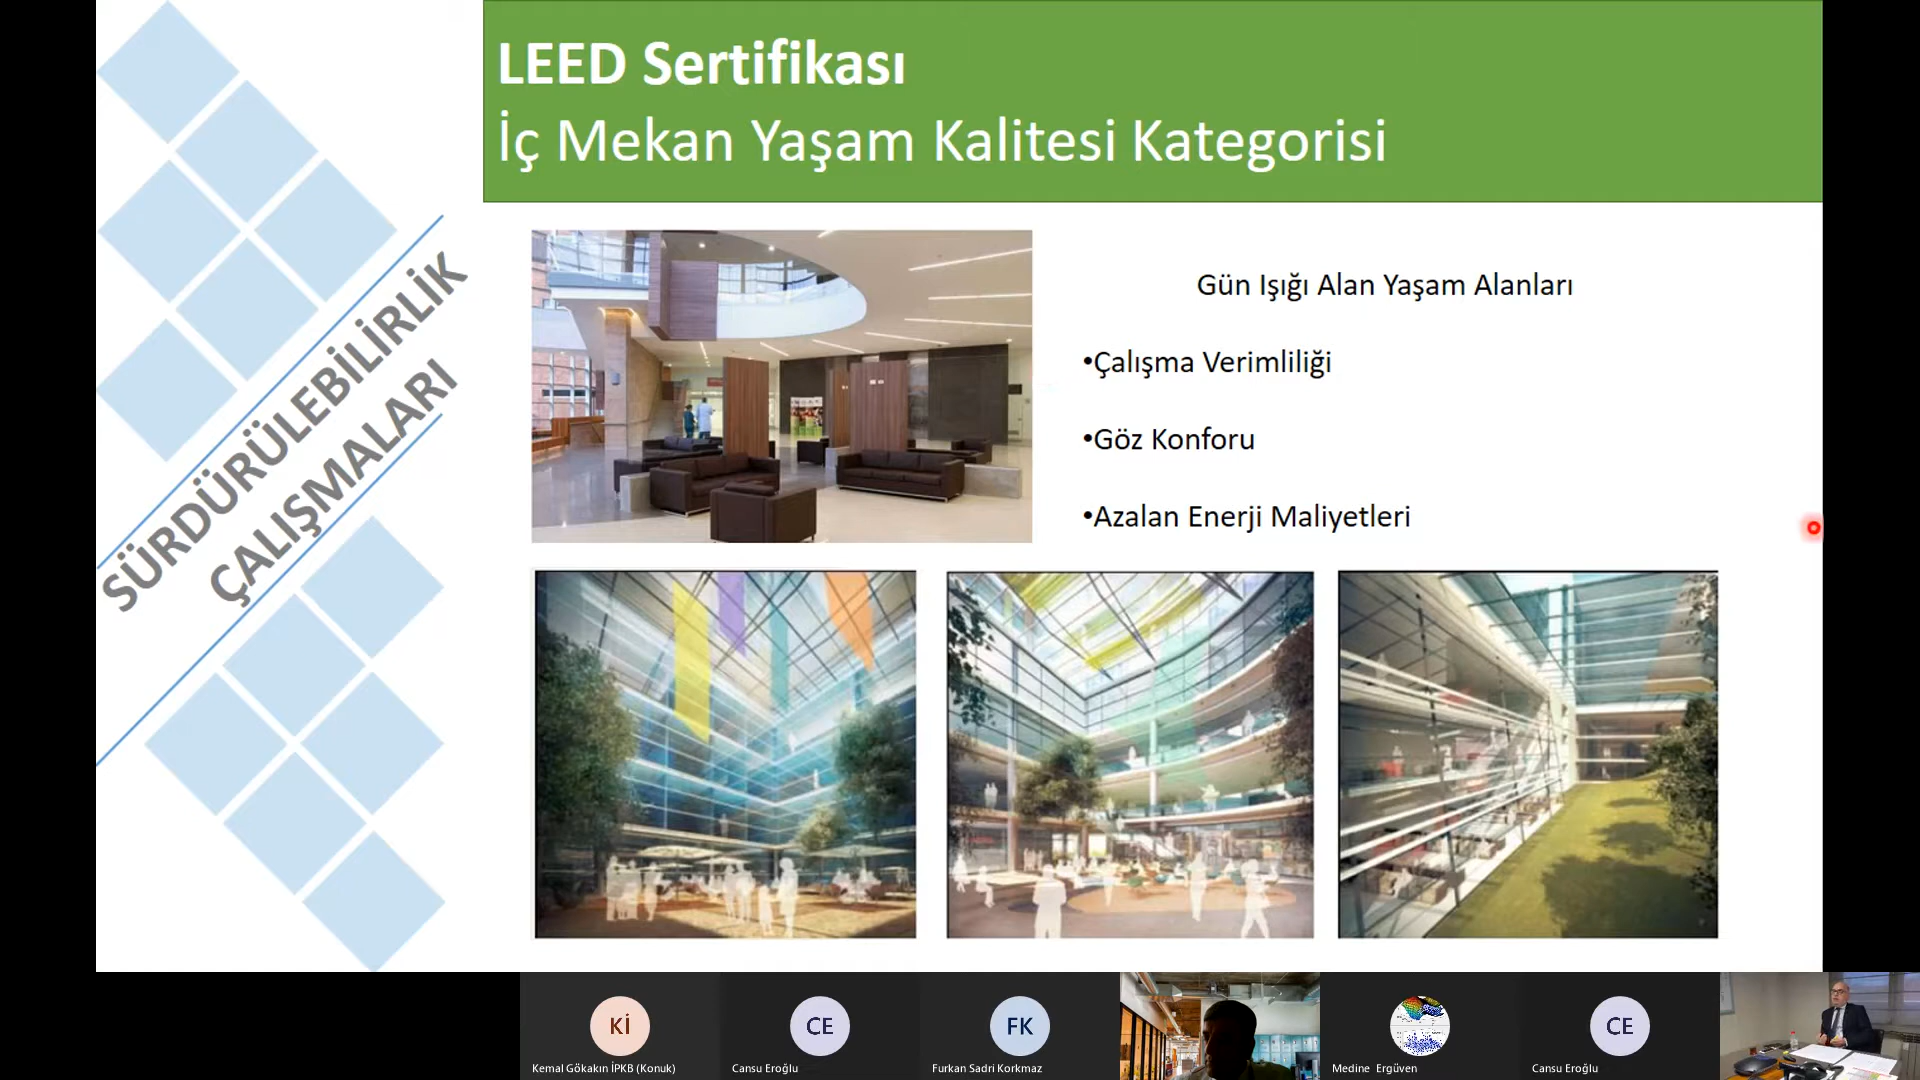 LEED Sertifikası
İç Mekan Yaşam Kalitesi Kategorisi
SÜRDÜRÜLEBİLİRLİK
ÇALIŞMALARI
Gün Işığı Alan Yaşam Alanları
•Çalışma Verimliliği
•Göz Konforu
•Azalan Enerji Maliyetleri
Kİ
CE
FK
CE
Kemal Gökakın İPKB (Konuk)
Cansu Eroğlu
Furkan Sadri Korkmaz
Medine Ergüven
Cansu Eroğlu